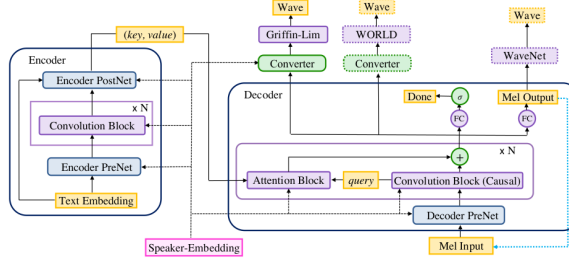 Wave
Wave
Wave
(key, value)
Griffin-Lim
WORLD
WaveNet
Encoder
Converter
Converter
Encoder PostNet
Decoder
Done
σ
Mel Output
x N
FC
FC
Convolution Block
+
x N
Encoder PreNet
Attention Block
query
Convolution Block (Causal)
Text Embedding
Decoder PreNet
Speaker-Embedding
Mel Input